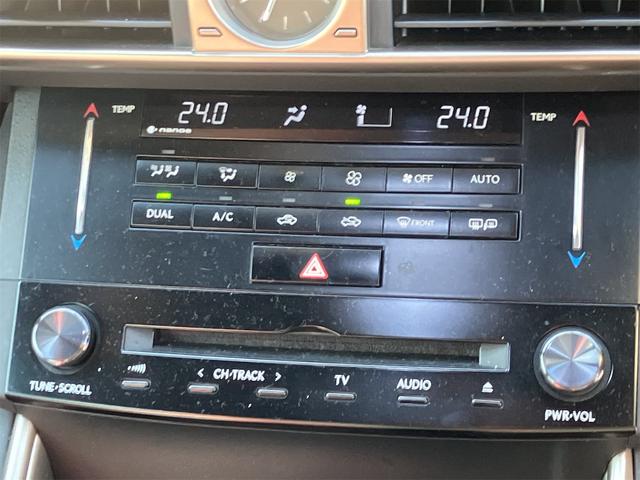 TEMP 24.0 24.0 TEMP
nanoe
OFF AUTO
DUAL A/C FRONT
TUNE•SCROLL < CH•TRACK > TV AUDIO PWR•VOL